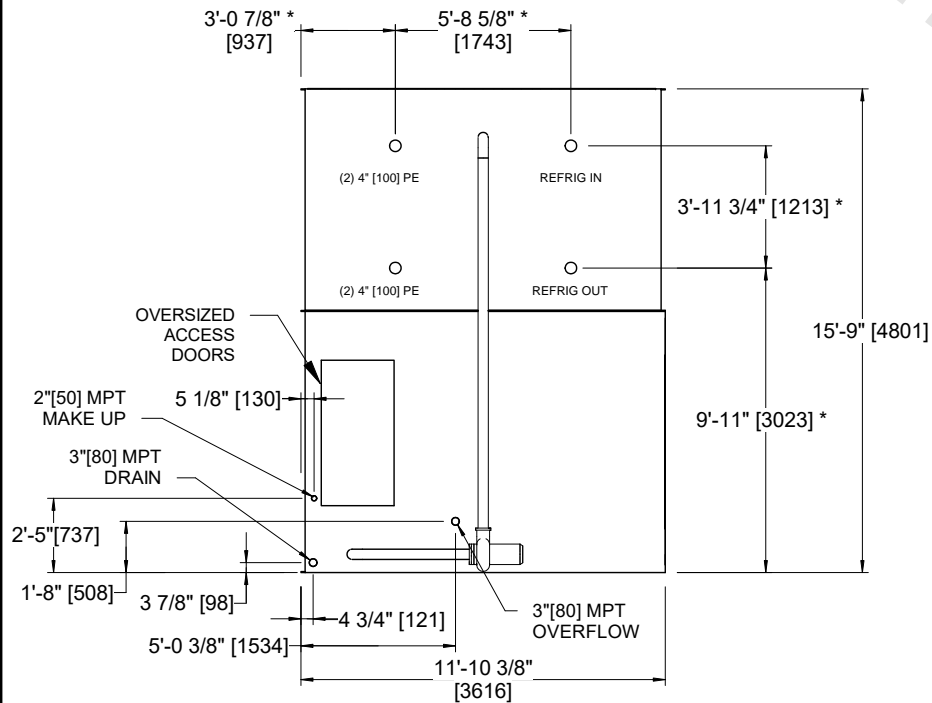 3'-0 7/8" *
[937]
5'-8 5/8" *
[1743]
(2) 4" [100] PE
REFRIG IN
3'-11 3/4" [1213] *
(2) 4" [100] PE
REFRIG OUT
OVERSIZED
ACCESS
DOORS
15'-9" [4801]
2"[50] MPT
MAKE UP
5 1/8" [130]
9'-11" [3023] *
3"[80] MPT
DRAIN
2'-5"[737]
1'-8" [508]
3 7/8" [98]
4 3/4" [121]
3"[80] MPT
OVERFLOW
5'-0 3/8" [1534]
11'-10 3/8"
[3616]